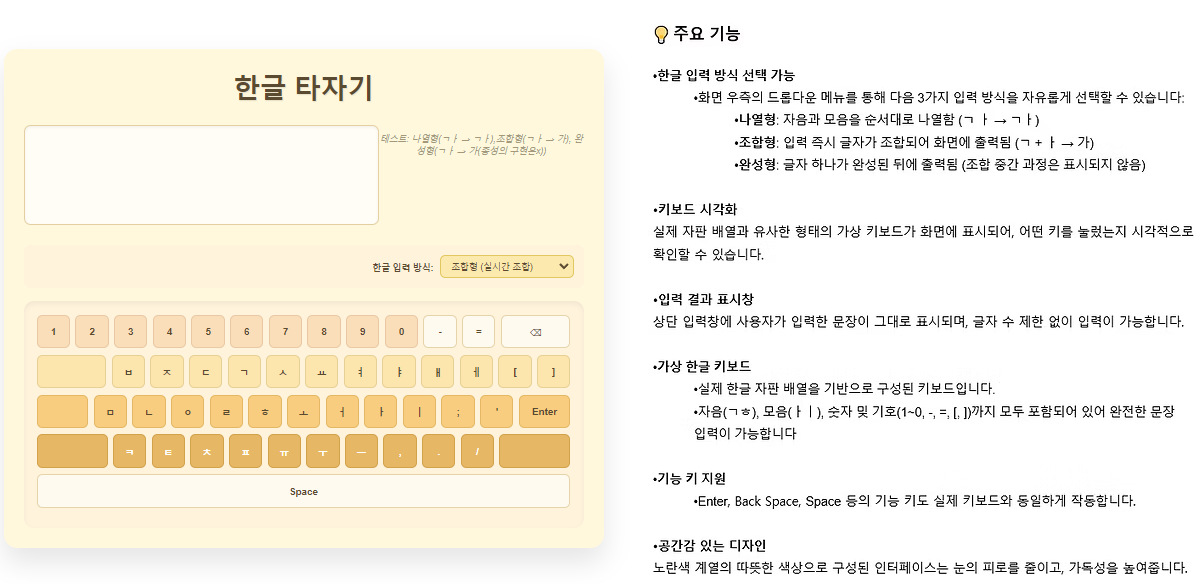 한글 타자기
테스트: 나열형(ㄱㅏ → ㄱㅏ),조합형(ㄱㅏ → 가), 완
성형(ㄱㅏ → 가(종성의 구현은x))
한글 입력 방식: 조합형 (실시간 조합)
1 2 3 4 5 6 7 8 9 0 - = ⌫
ㅂ ㅈ ㄷ ㄱ ㅅ ㅛ ㅕ ㅑ ㅐ ㅔ [ ]
ㅁ ㄴ ㅇ ㄹ ㅎ ㅗ ㅓ ㅏ ㅣ ; ' Enter
ㅋ ㅌ ㅊ ㅍ ㅠ ㅜ ㅡ , . /
Space
💡 주요 기능
•한글 입력 방식 선택 가능
•화면 우측의 드롭다운 메뉴를 통해 다음 3가지 입력 방식을 자유롭게 선택할 수 있습니다:
•나열형: 자음과 모음을 순서대로 나열함 (ㄱ ㅏ → ㄱㅏ)
•조합형: 입력 즉시 글자가 조합되어 화면에 출력됨 (ㄱ + ㅏ → 가)
•완성형: 글자 하나가 완성된 뒤에 출력됨 (조합 중간 과정은 표시되지 않음)
•키보드 시각화
실제 자판 배열과 유사한 형태의 가상 키보드가 화면에 표시되어, 어떤 키를 눌렀는지 시각적으로
확인할 수 있습니다.
•입력 결과 표시창
상단 입력창에 사용자가 입력한 문장이 그대로 표시되며, 글자 수 제한 없이 입력이 가능합니다.
•가상 한글 키보드
•실제 한글 자판 배열을 기반으로 구성된 키보드입니다.
•자음(ㄱㅎ), 모음(ㅏㅣ), 숫자 및 기호(1~0, -, =, [, ])까지 모두 포함되어 있어 완전한 문장
입력이 가능합니다
•기능 키 지원
•Enter, Back Space, Space 등의 기능 키도 실제 키보드와 동일하게 작동합니다.
•공간감 있는 디자인
노란색 계열의 따뜻한 색상으로 구성된 인터페이스는 눈의 피로를 줄이고, 가독성을 높여줍니다.